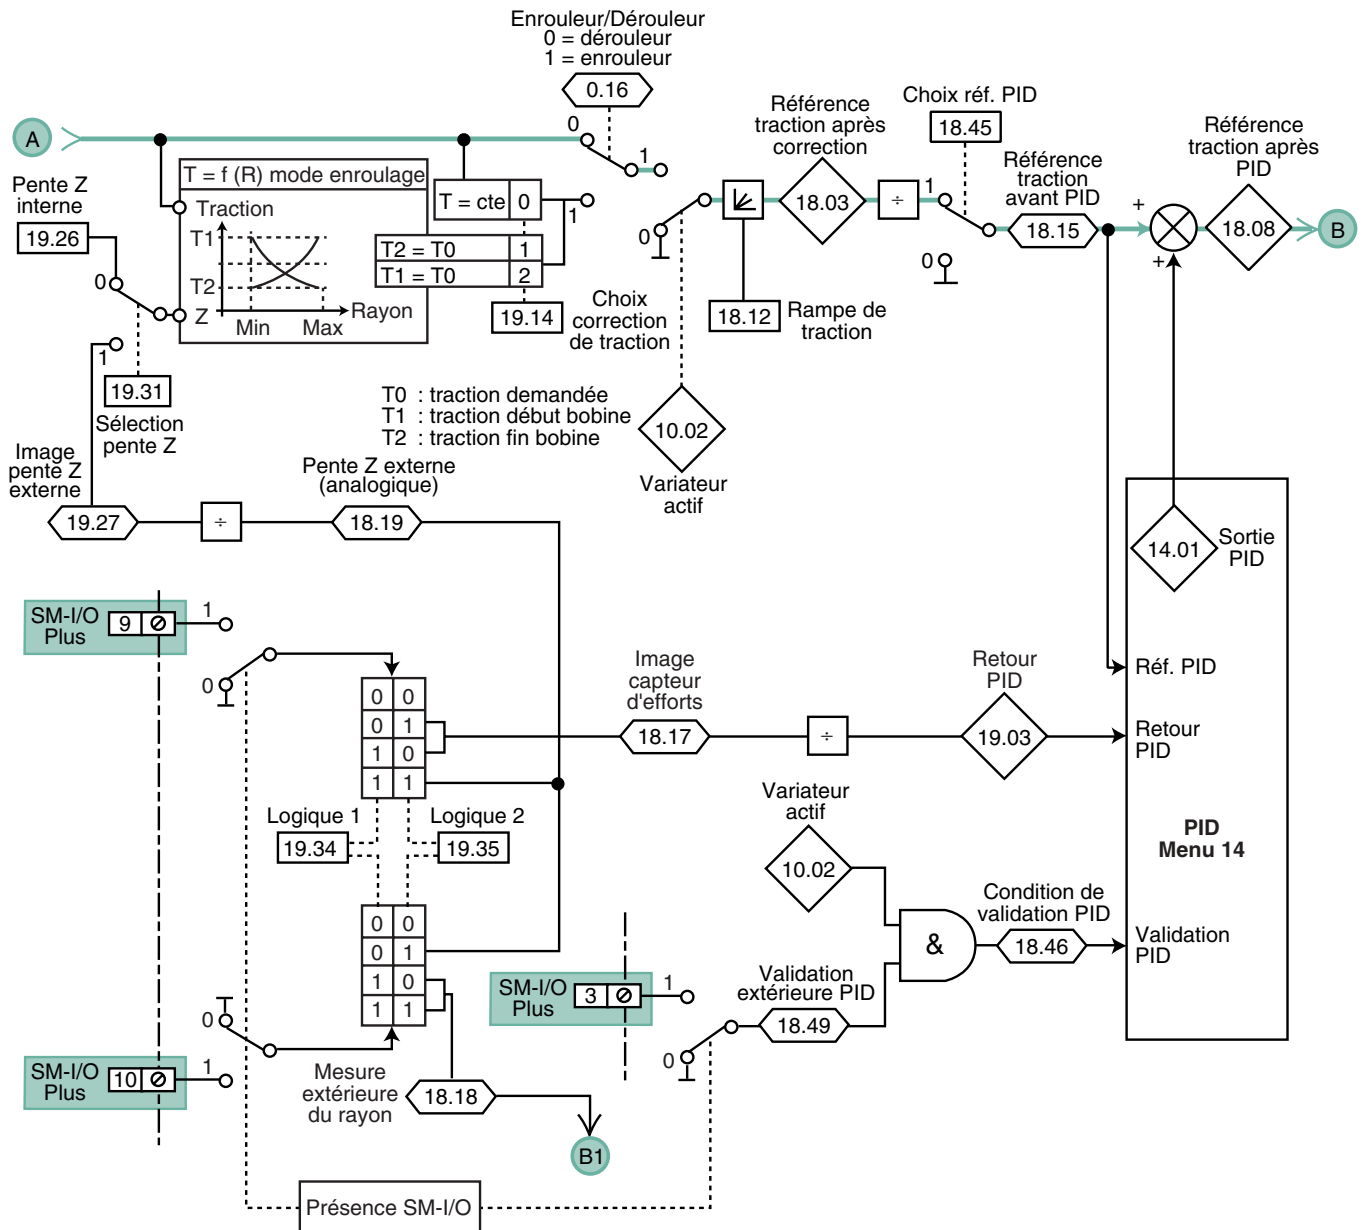 Enrouleur/Dérouleur
0 = dérouleur
1 = enrouleur
0.16
A
0
1
1
T = f (R) mode enroulage
Traction
T1
T2
Z
Min
Max
Rayon
T = cte 0
T2 = T0 1
T1 = T0 2
19.14
Choix
correction
de traction
Pente Z
interne
19.26
0
1
19.31
Sélection
pente Z
Image
pente Z
externe
19.27
÷
Pente Z externe
(analogique)
18.19
T0 : traction demandée
T1 : traction début bobine
T2 : traction fin bobine
0
10.02
Variateur
actif
18.12
Rampe de
traction
Référence
traction après
correction
18.03
÷
Choix réf. PID
18.45
1
0
Référence
traction
avant PID
18.15
+
+
Référence
traction après
PID
18.08
B
14.01
Sortie
PID
Réf. PID
Retour
PID
PID
Menu 14
Validation
PID
SM-I/O
Plus
9
1
0
0 0
0 1
1 0
1 1
Image
capteur
d'efforts
18.17
÷
Retour
PID
19.03
Logique 1
19.34
Logique 2
19.35
0 0
0 1
1 0
1 1
Variateur
actif
10.02
&
Condition de
validation PID
18.46
SM-I/O
Plus
3
1
0
Validation
extérieure PID
18.49
0
SM-I/O
Plus
10
1
Mesure
extérieure
du rayon
18.18
B1
Présence SM-I/O